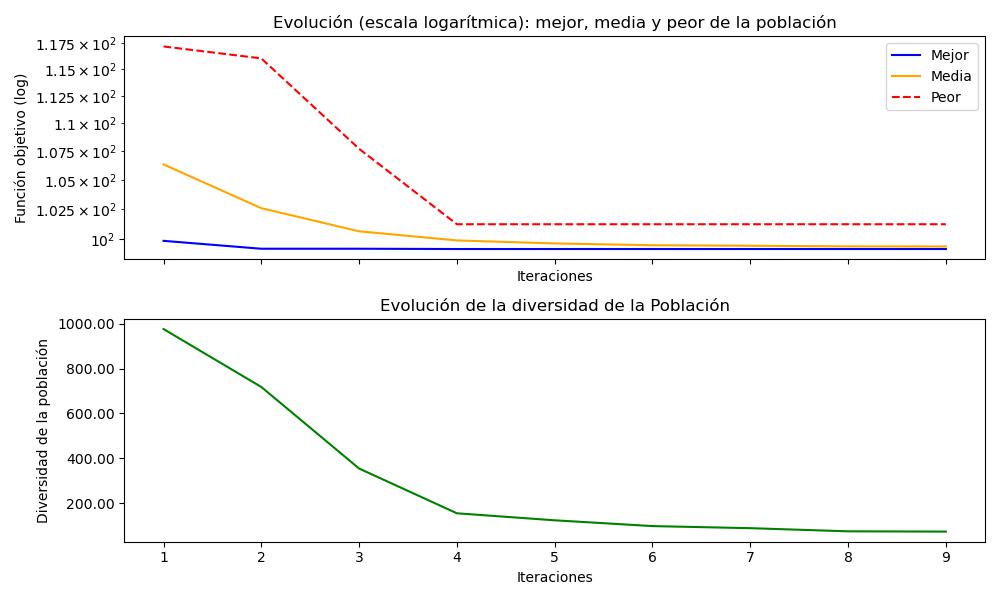 Evolución (escala logarítmica): mejor, media y peor de la población
Función objetivo (log)
1.175 × 10²
1.15 × 10²
1.125 × 10²
1.1 × 10²
1.075 × 10²
1.05 × 10²
1.025 × 10²
10²
Mejor
Media
Peor
Iteraciones
Evolución de la diversidad de la Población
Diversidad de la población
1000.00
800.00
600.00
400.00
200.00
1 2 3 4 5 6 7 8 9
Iteraciones